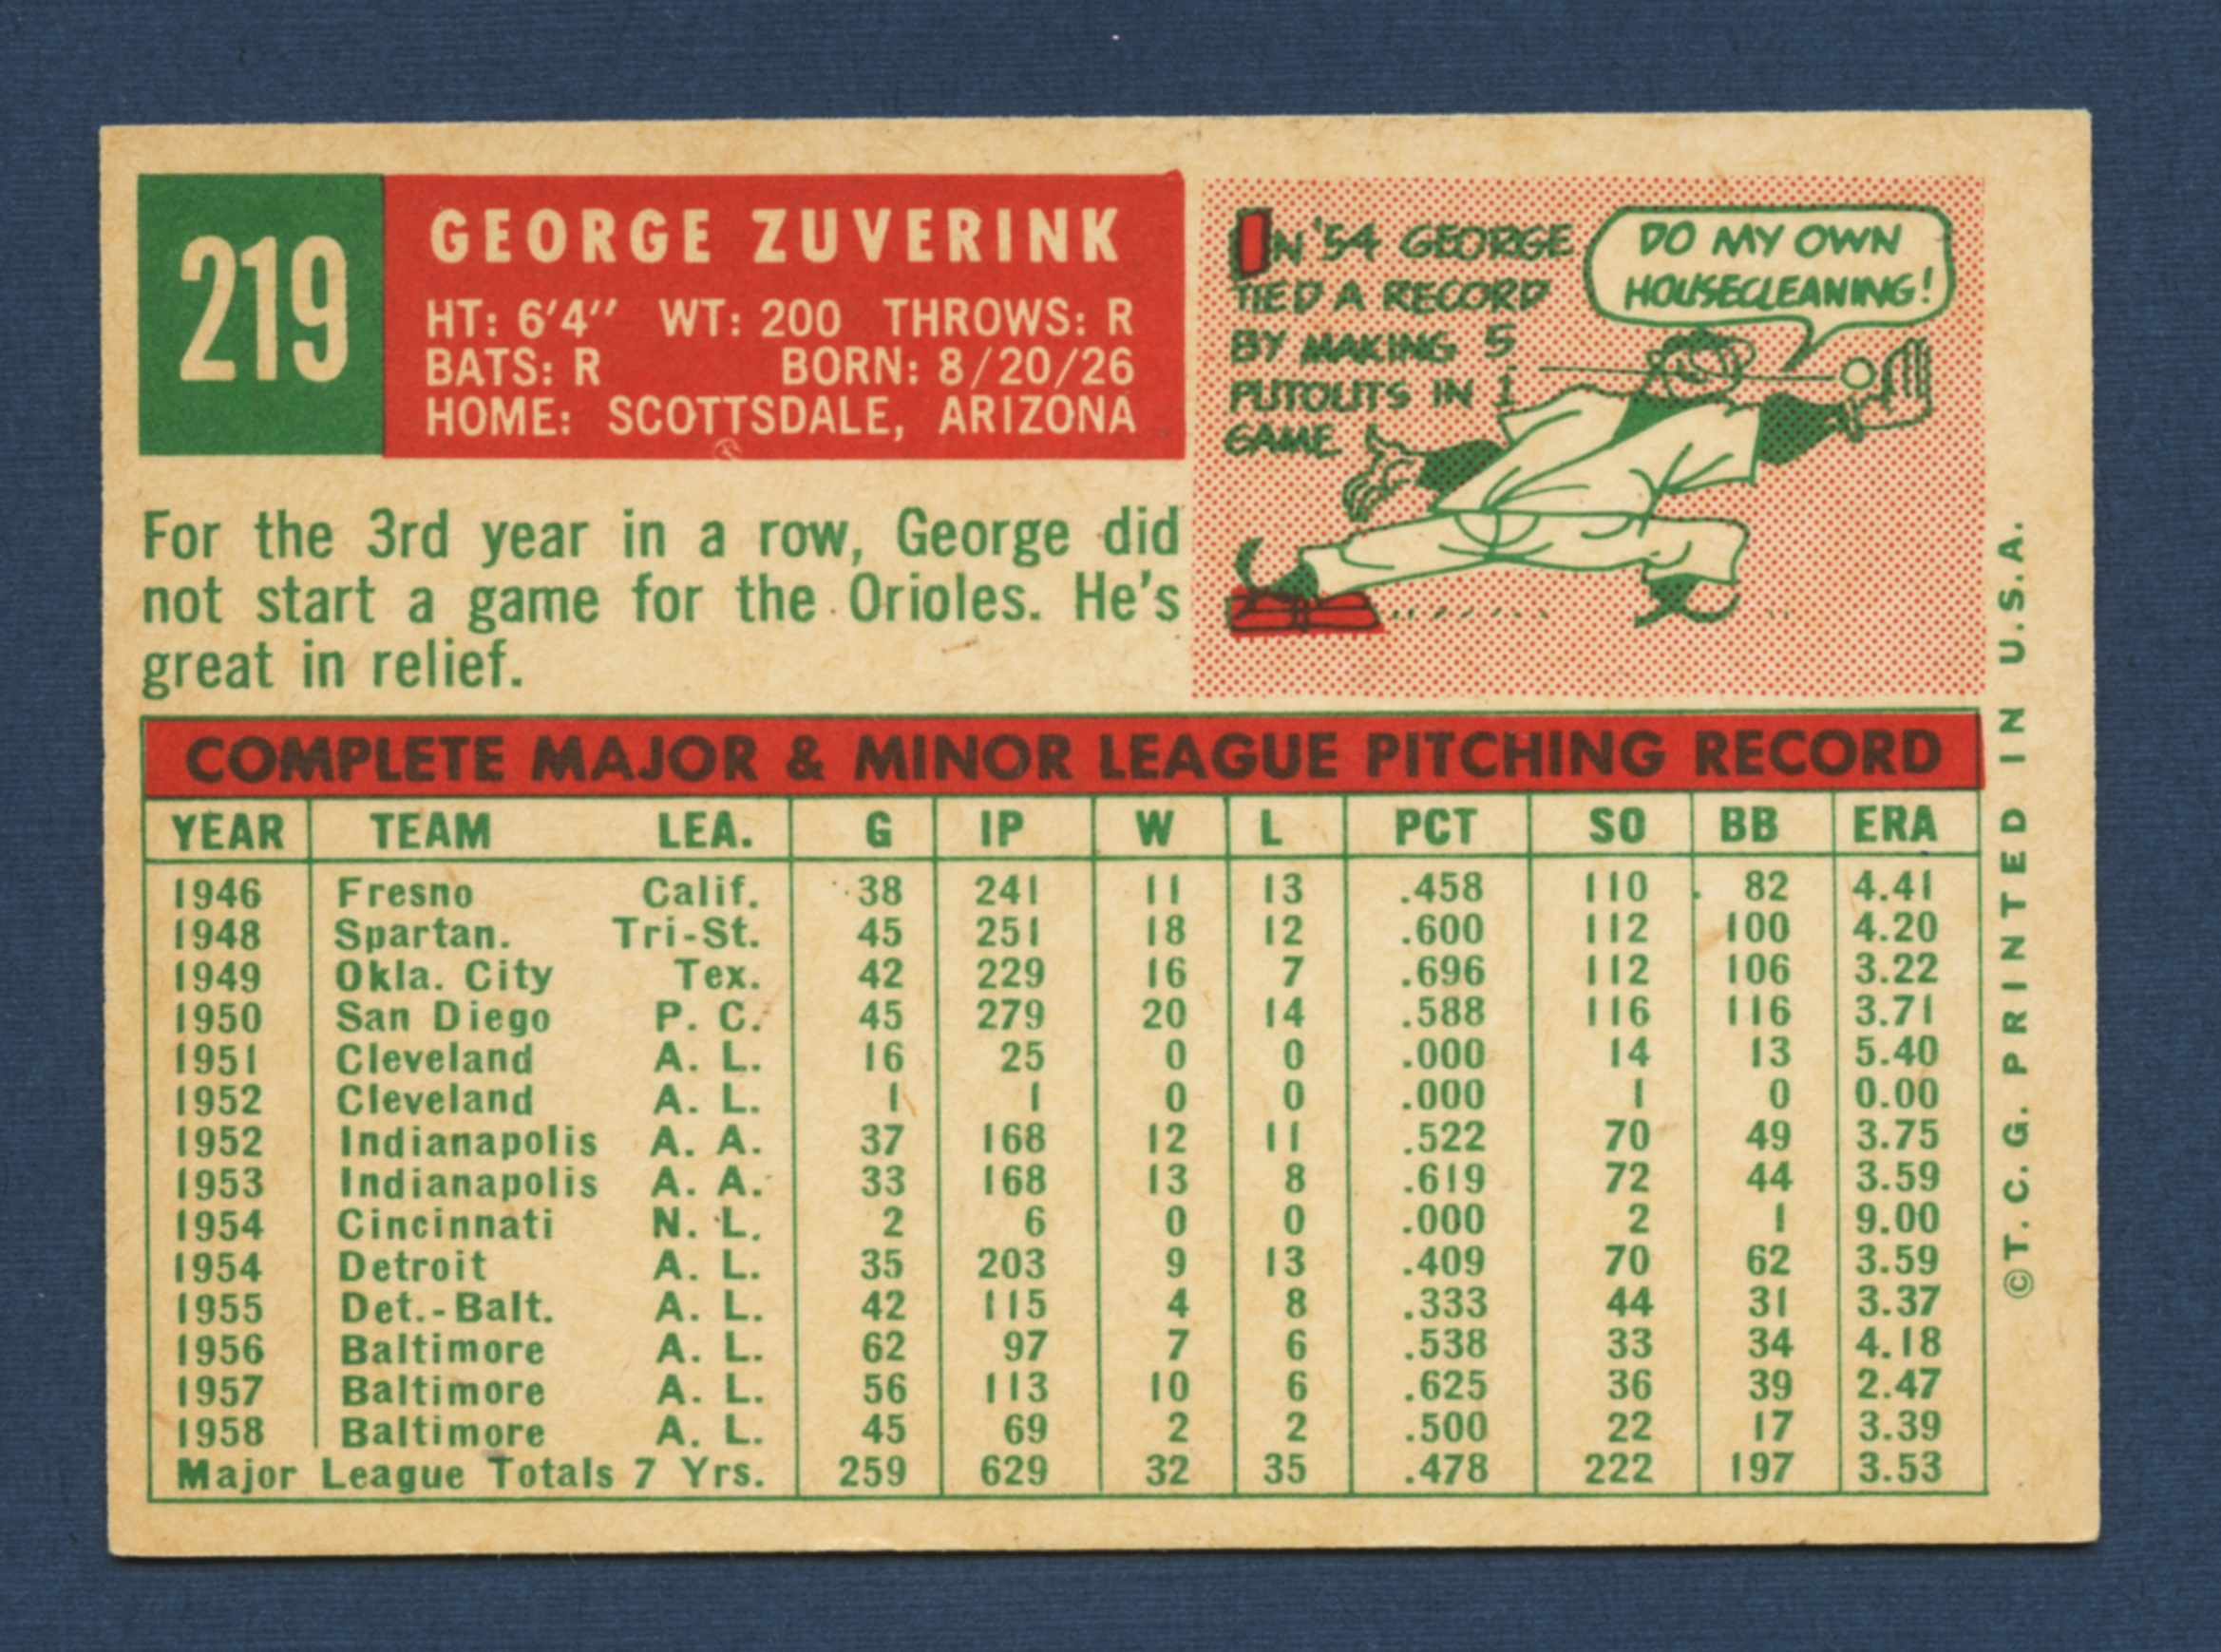 219
GEORGE ZUVERINK
HT: 6'4" WT: 200 THROWS: R
BATS: R BORN: 8/20/26
HOME: SCOTTSDALE, ARIZONA
IN '54 GEORGE
TIED A RECORD
BY MAKING 5
PUTOUTS IN 1
GAME.
DO MY OWN
HOUSECLEANING!
For the 3rd year in a row, George did
not start a game for the Orioles. He's
great in relief.
COMPLETE MAJOR & MINOR LEAGUE PITCHING RECORD
YEAR TEAM LEA. G IP W L PCT SO BB ERA
1946 Fresno Calif. 38 241 11 13 .458 110 82 4.41
1948 Spartan. Tri-St. 45 251 18 12 .600 112 100 4.20
1949 Okla. City Tex. 42 229 16 7 .696 112 106 3.22
1950 San Diego P. C. 45 279 20 14 .588 116 116 3.71
1951 Cleveland A. L. 16 25 0 0 .000 14 13 5.40
1952 Cleveland A. L. 1 1 0 0 .000 1 0 0.00
1952 Indianapolis A. A. 37 168 12 11 .522 70 49 3.75
1953 Indianapolis A. A. 33 168 13 8 .619 72 44 3.59
1954 Cincinnati N. L. 2 6 0 0 .000 2 1 9.00
1954 Detroit A. L. 35 203 9 13 .409 70 62 3.59
1955 Det.-Balt. A. L. 42 115 4 8 .333 44 31 3.37
1956 Baltimore A. L. 62 97 7 6 .538 33 34 4.18
1957 Baltimore A. L. 56 113 10 6 .625 36 39 2.47
1958 Baltimore A. L. 45 69 2 2 .500 22 17 3.39
Major League Totals 7 Yrs. 259 629 32 35 .478 222 197 3.53
©T. C. G. PRINTED IN U.S.A.